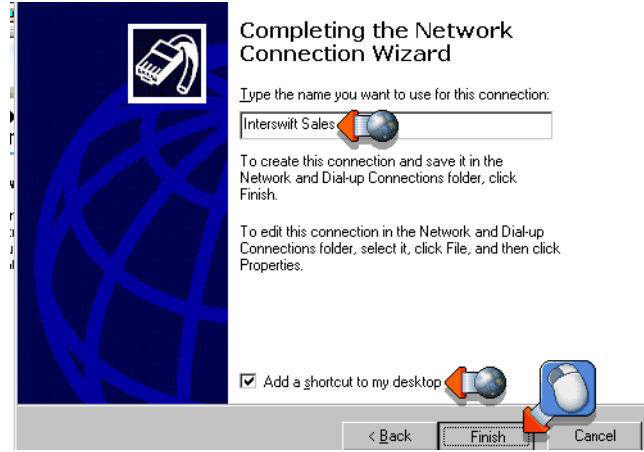 Completing the Network
Connection Wizard
Type the name you want to use for this connection:
Interswift Sales
To create this connection and save it in the
Network and Dial-up Connections folder, click
Finish.
To edit this connection in the Network and Dial-up
Connections folder, select it, click File, and then click
Properties.
Add a shortcut to my desktop
< Back
Finish
Cancel